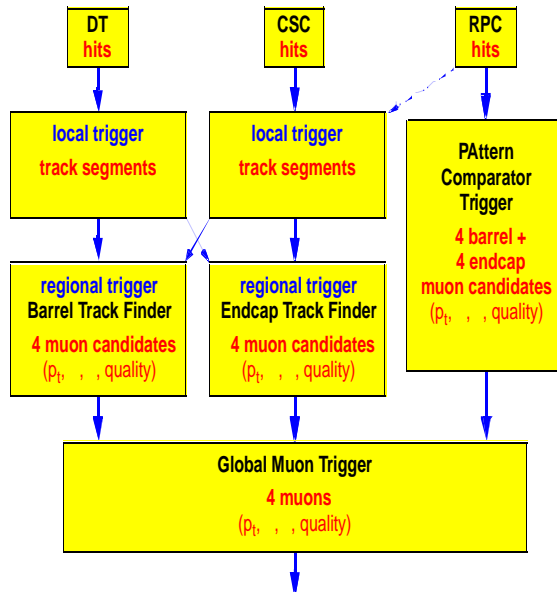 DT
hits
CSC
hits
RPC
hits
local trigger
track segments
local trigger
track segments
PAttern
Comparator
Trigger
4 barrel +
4 endcap
muon candidates
(pt, , , quality)
regional trigger
Barrel Track Finder
4 muon candidates
(pt, , , quality)
regional trigger
Endcap Track Finder
4 muon candidates
(pt, , , quality)
Global Muon Trigger
4 muons
(pt, , , quality)